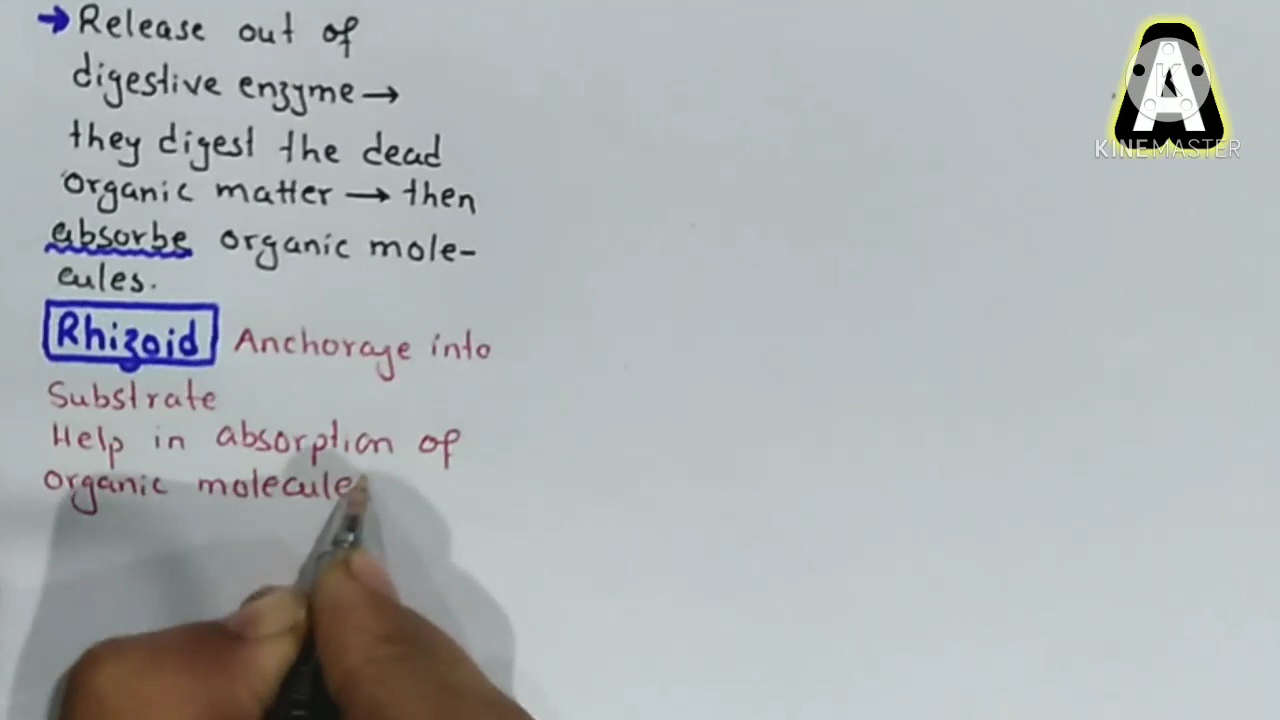 → Release out of
digestive enzyme →
they digest the dead
organic matter → then
absorbe organic mole-
cules.
Rhizoid Anchorage into
Substrate
Help in absorption of
organic molecule
A
K
KINEMASTER